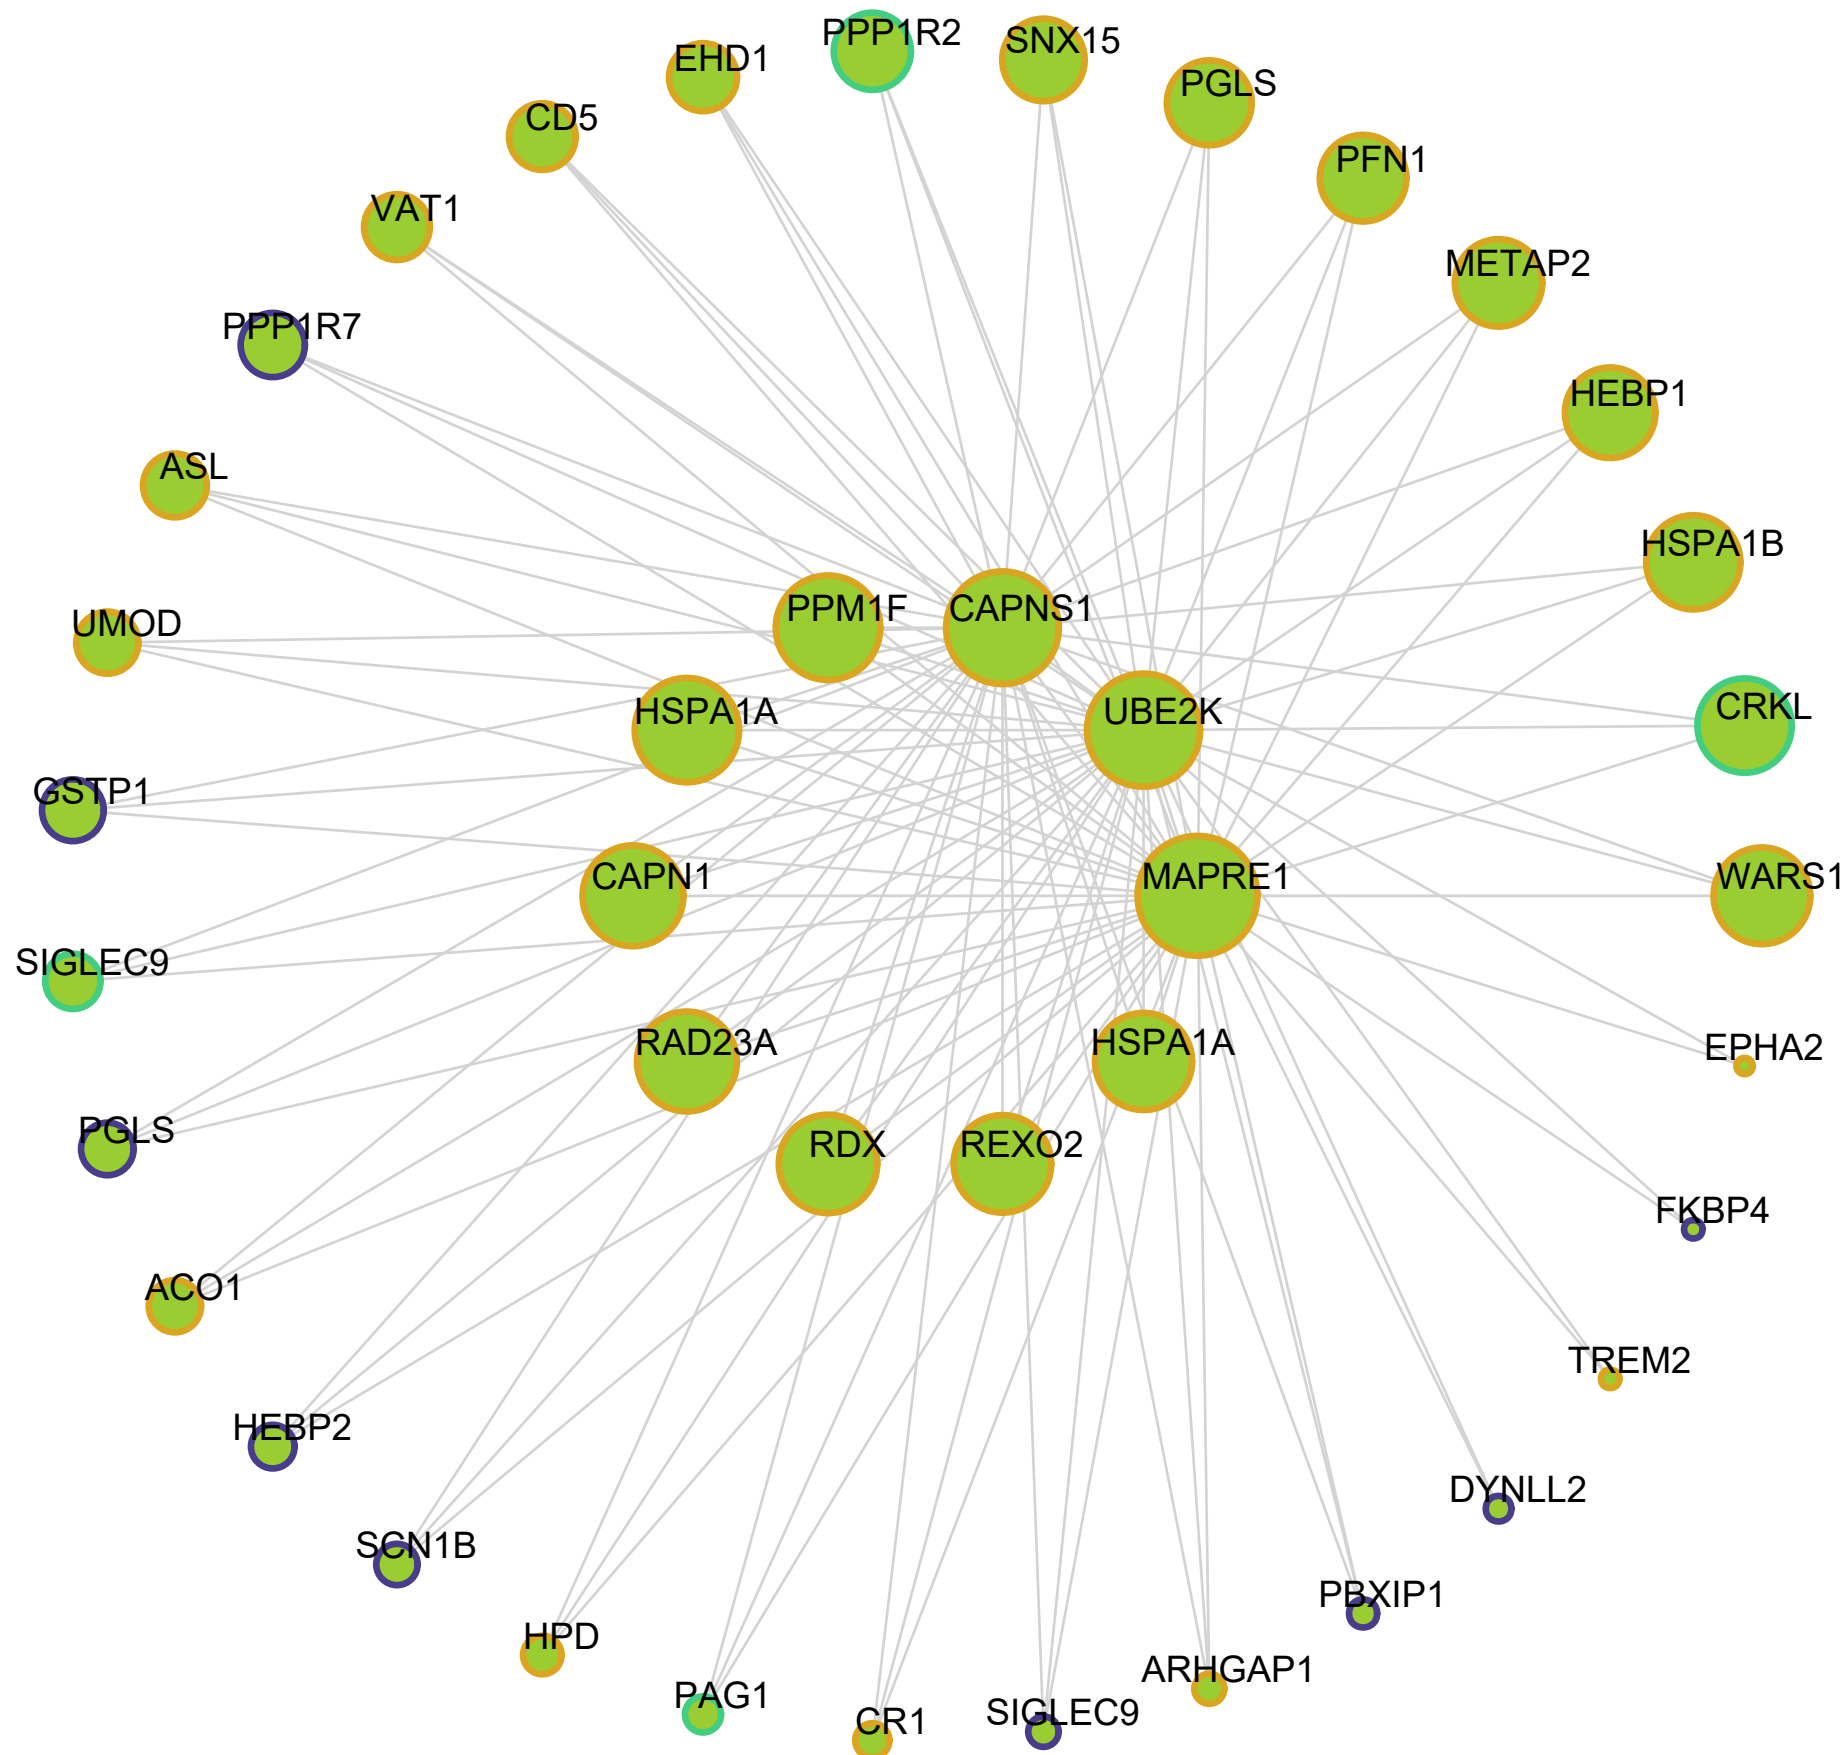 PPP1R2
SNX15
EHD1
PGLS
CD5
PFN1
VAT1
METAP2
PPP1R7
HEBP1
ASL
HSPA1B
PPM1F
CAPNS1
UMOD
HSPA1A
UBE2K
CRKL
GSTP1
CAPN1
MAPRE1
WARS1
SIGLEC9
RAD23A
HSPA1A
EPHA2
PGLS
RDX
REXO2
FKBP4
ACO1
TREM2
HEBP2
DYNLL2
SCN1B
PBXIP1
HPD
ARHGAP1
PAG1
SIGLEC9
CR1